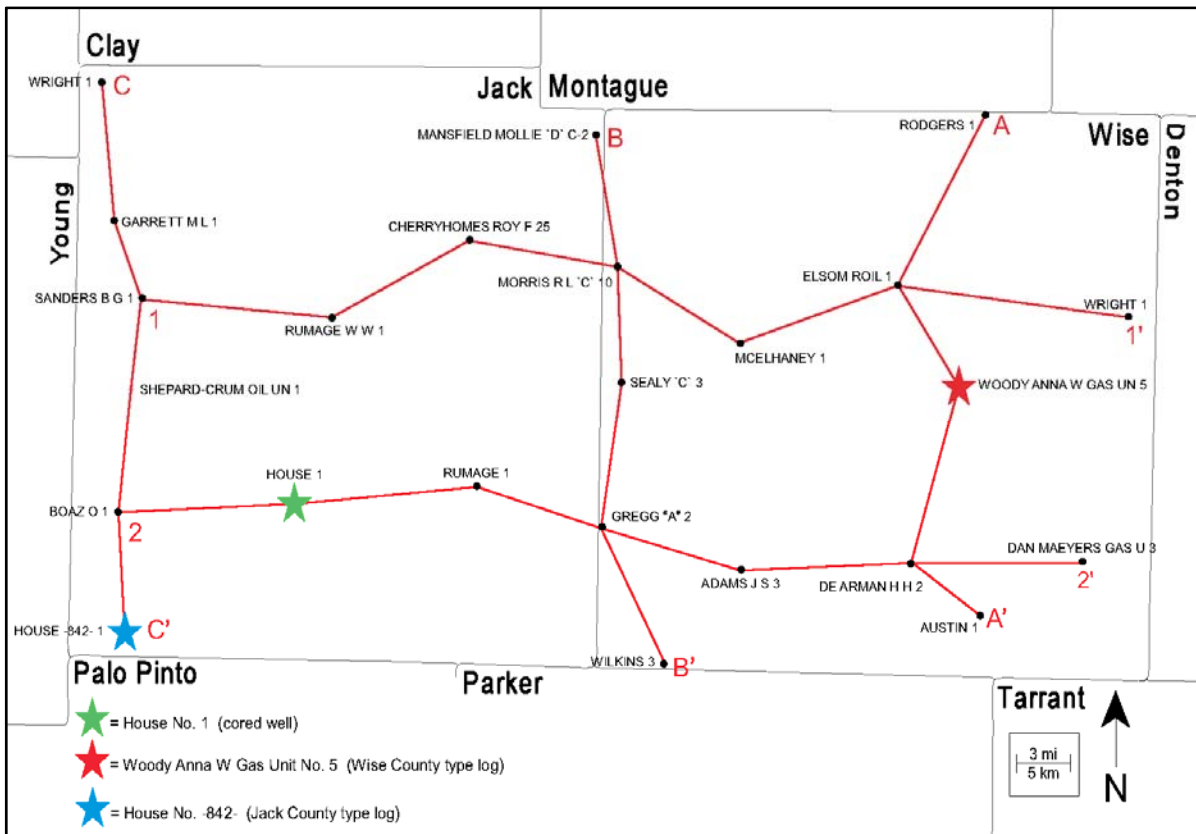 Clay
WRIGHT 1
C
Jack
Montague
MANSFIELD MOLLIE `D` C-2
B
RODGERS 1
A
Wise
Denton
Young
GARRETT M L 1
CHERRYHOMES ROY F 25
MORRIS R L `C` 10
ELSOM ROIL 1
SANDERS B G 1
1
RUMAGE W W 1
WRIGHT 1
1'
MCELHANEY 1
SHEPARD-CRUM OIL UN 1
SEALY `C` 3
WOODY ANNA W GAS UN 5
HOUSE 1
RUMAGE 1
BOAZ O 1
2
GREGG "A" 2
ADAMS J S 3
DE ARMAN H H 2
DAN MAEYERS GAS U 3
2'
HOUSE -842- 1
C'
AUSTIN 1
A'
WILKINS 3
B'
Palo Pinto
Parker
Tarrant
= House No. 1 (cored well)
= Woody Anna W Gas Unit No. 5 (Wise County type log)
= House No. -842- (Jack County type log)
3 mi
5 km
N